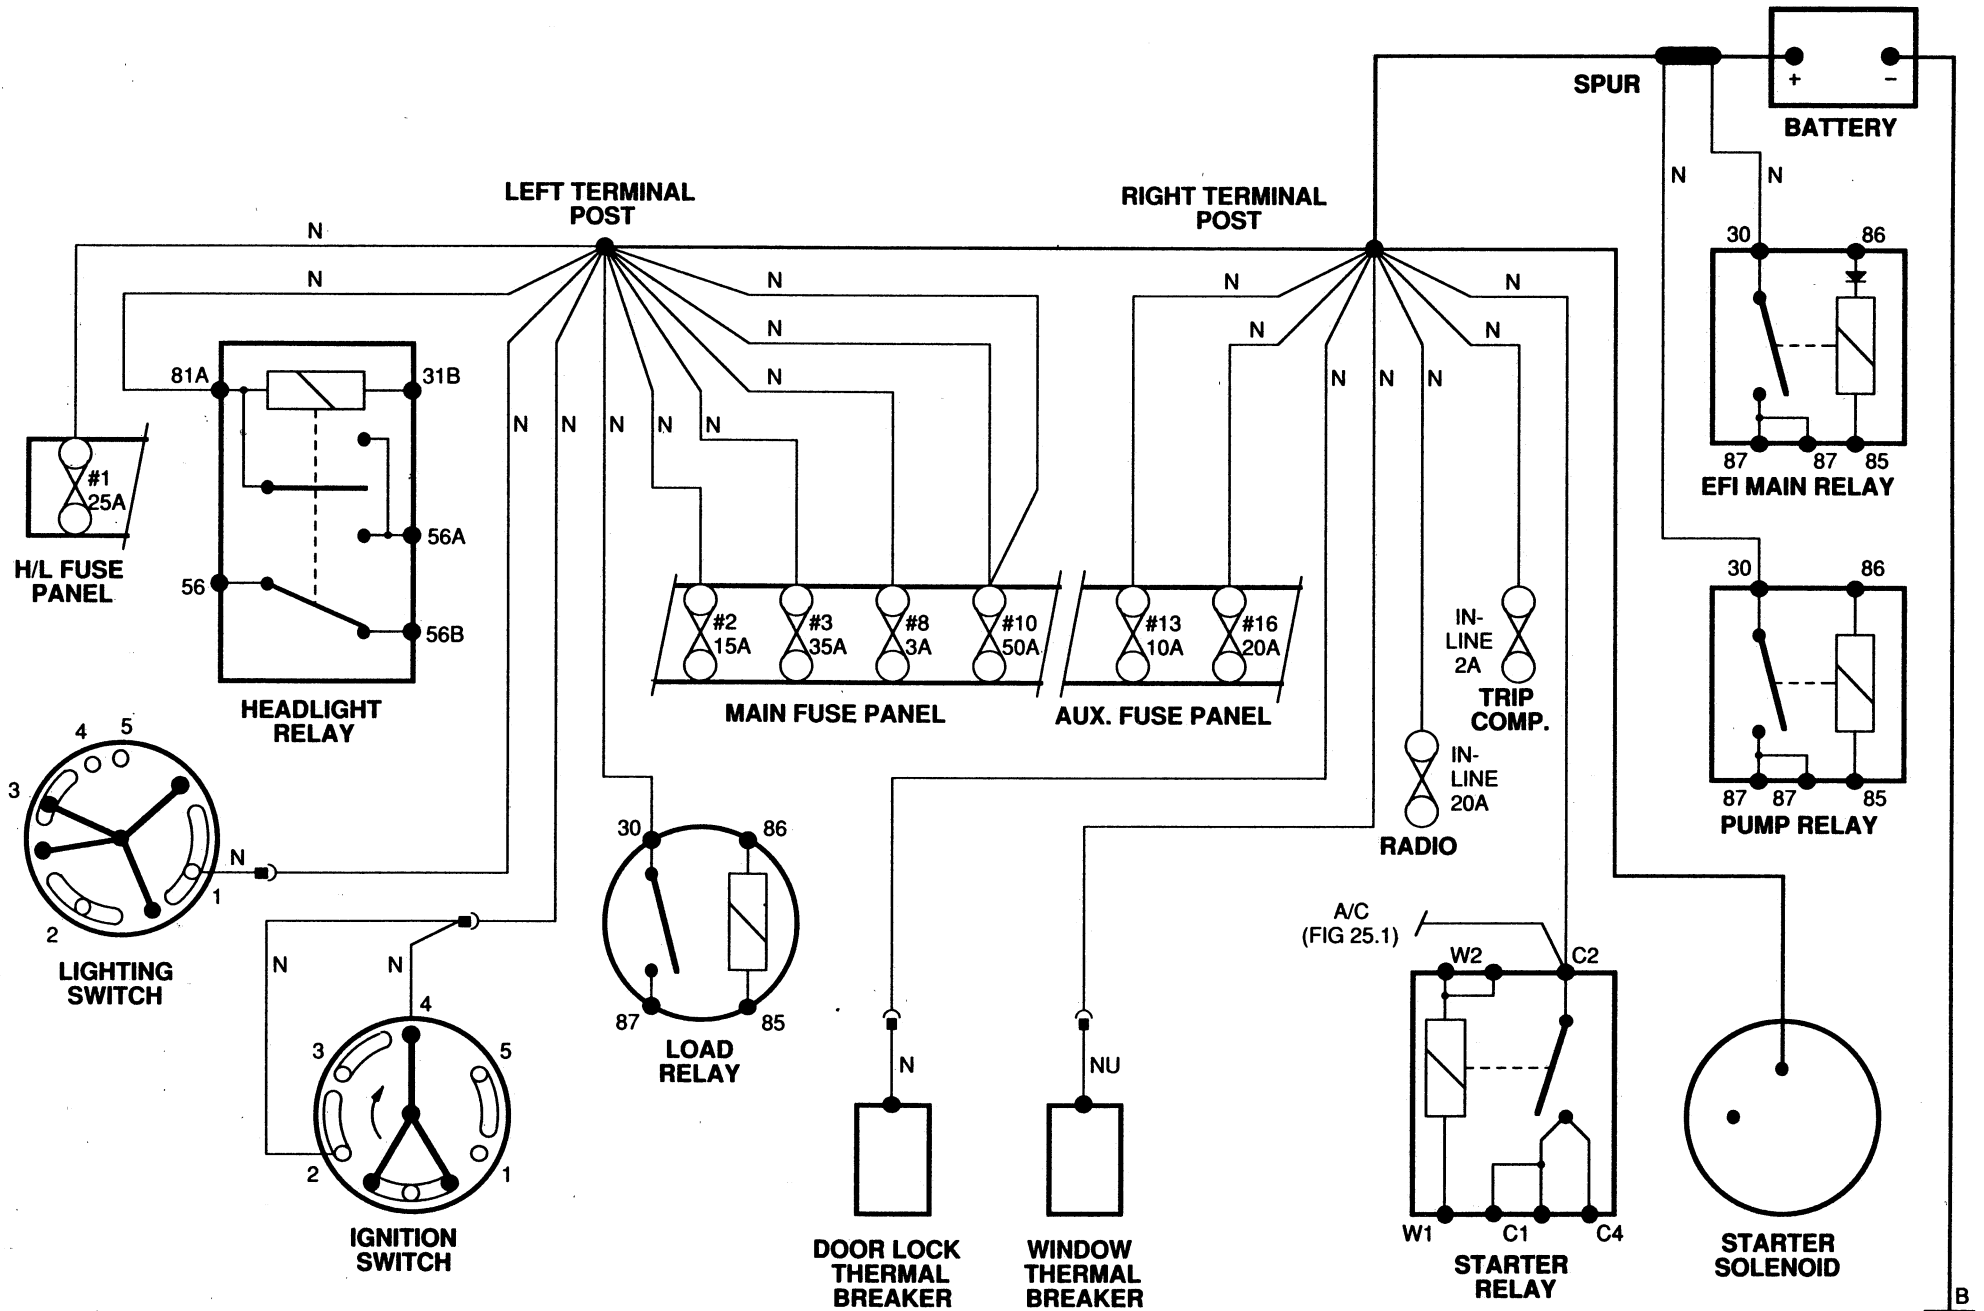 SPUR
+
−
BATTERY
N
N
LEFT TERMINAL
POST
RIGHT TERMINAL
POST
N
N
N
N
N
N
N
N
N
30
86
87
87
85
EFI MAIN RELAY
81A
31B
56A
56
56B
HEADLIGHT
RELAY
#1
25A
H/L FUSE
PANEL
N
N
N
N
N
N
N
N
#2
15A
#3
35A
#8
3A
#10
50A
MAIN FUSE PANEL
#13
10A
#16
20A
AUX. FUSE PANEL
IN-
LINE
2A
TRIP
COMP.
IN-
LINE
20A
RADIO
30
86
87
87
85
PUMP RELAY
4
5
3
N
1
2
LIGHTING
SWITCH
N
N
4
3
5
2
1
IGNITION
SWITCH
30
86
87
85
LOAD
RELAY
N
DOOR LOCK
THERMAL
BREAKER
NU
WINDOW
THERMAL
BREAKER
A/C
(FIG 25.1)
W2
C2
W1
C1
C4
STARTER
RELAY
STARTER
SOLENOID
B